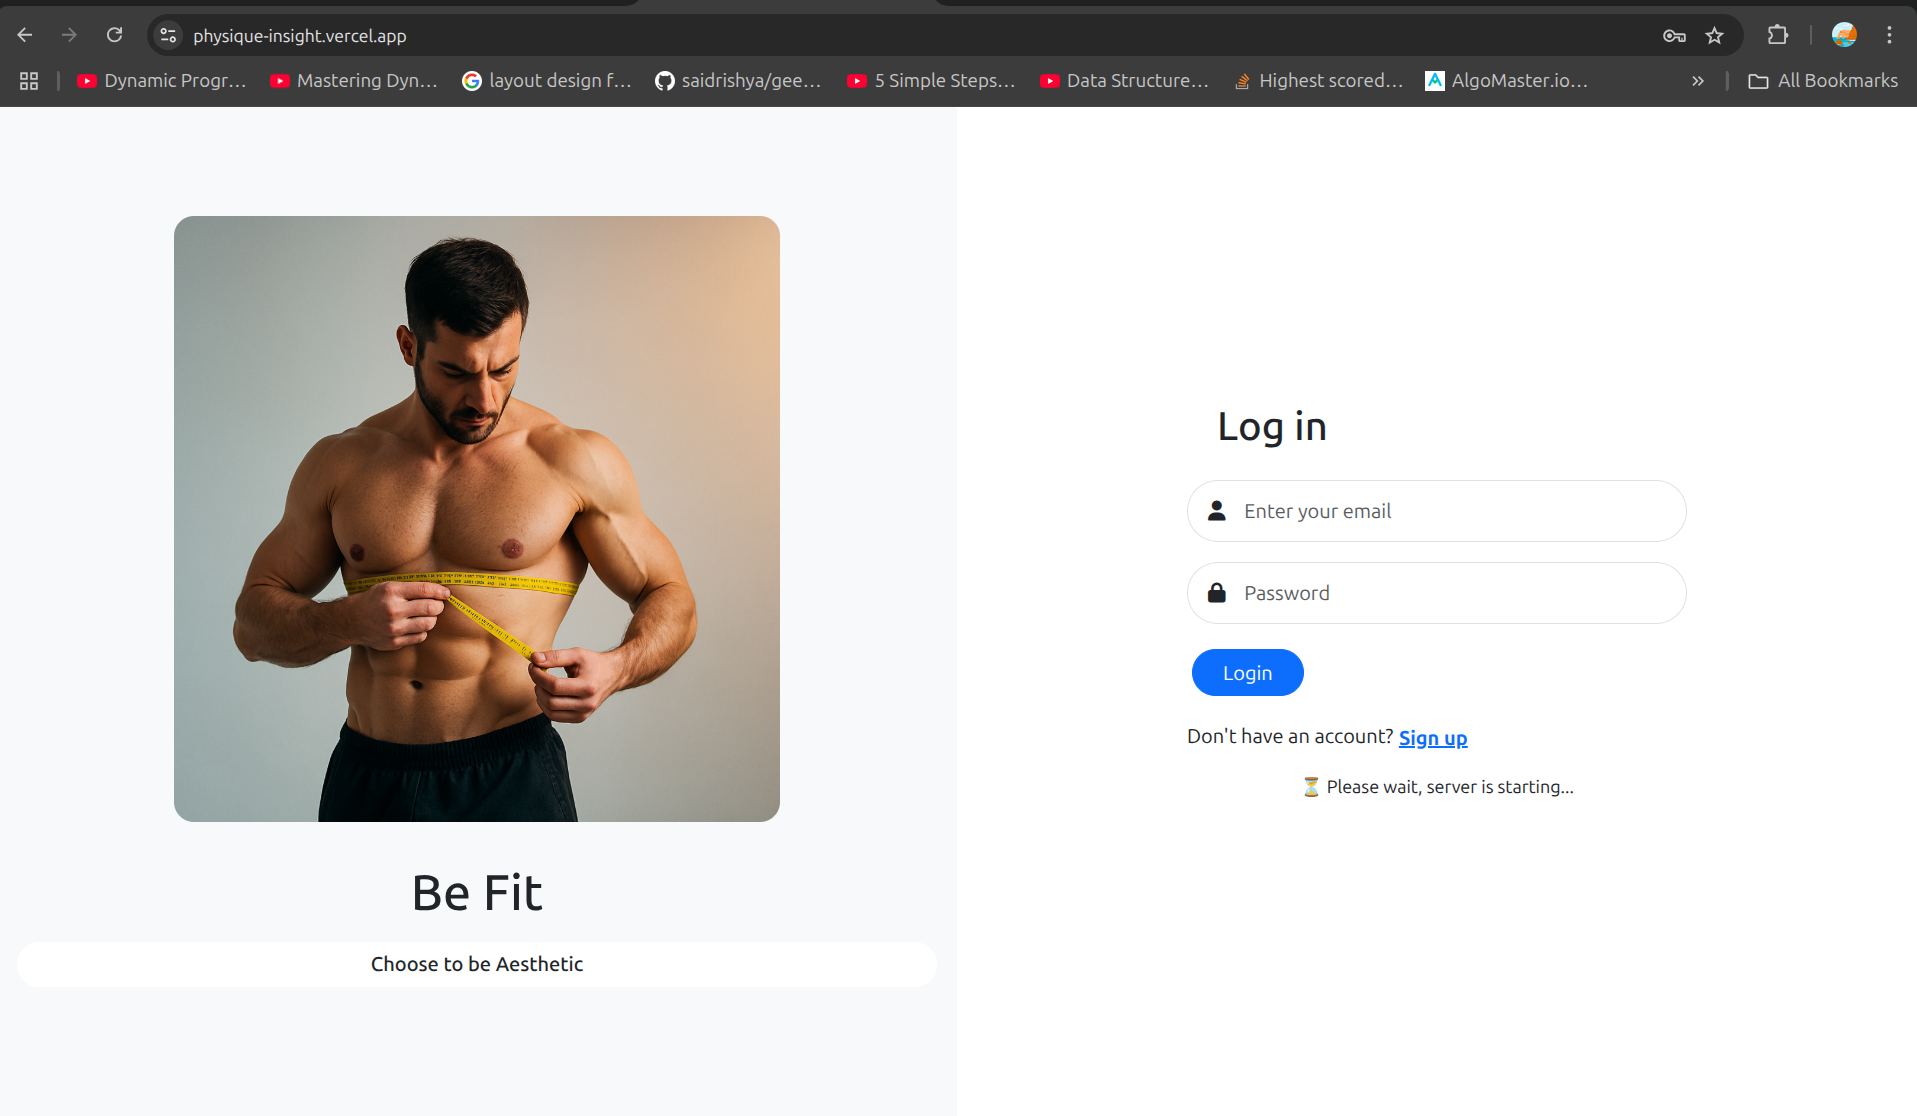 physique-insight.vercel.app
Dynamic Progr...
Mastering Dyn...
layout design f...
saidrishya/gee...
5 Simple Steps...
Data Structure...
Highest scored...
AlgoMaster.io...
All Bookmarks
Be Fit
Choose to be Aesthetic
Log in
Enter your email
Password
Login
Don't have an account? Sign up
⏳ Please wait, server is starting...